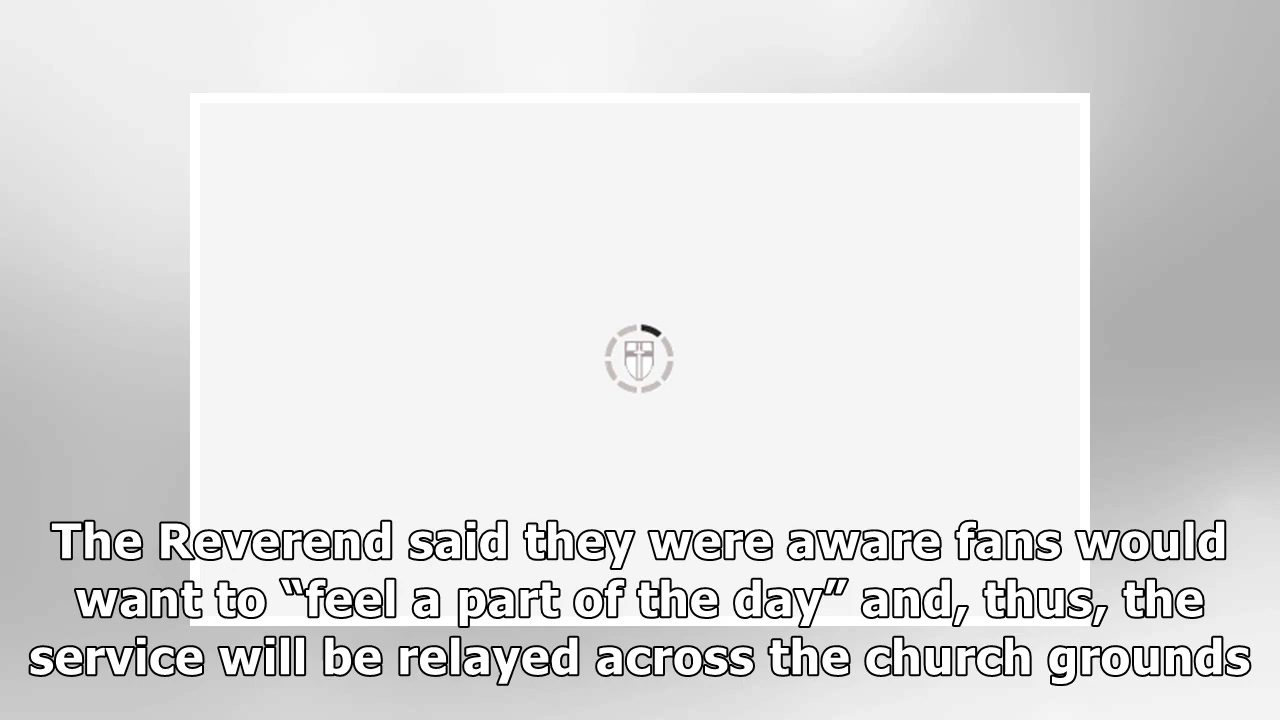 The Reverend said they were aware fans would
want to “feel a part of the day” and, thus, the
service will be relayed across the church grounds